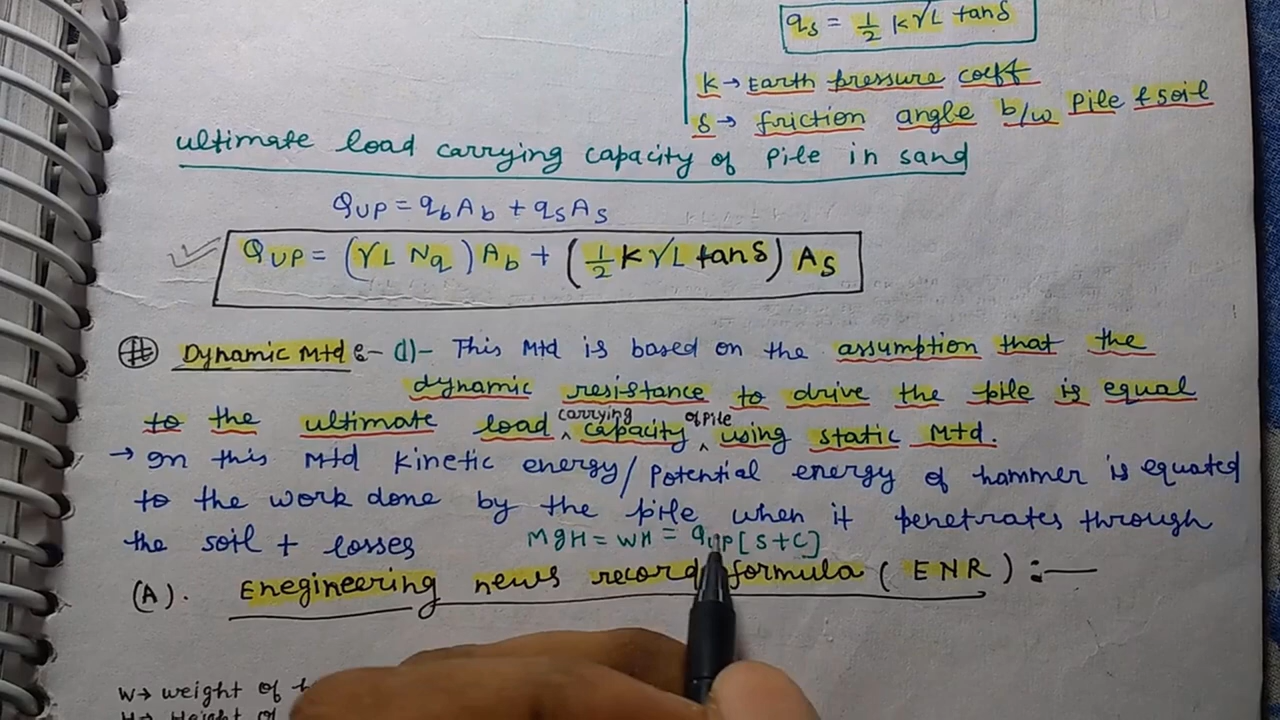 qs = 1/2 KγL tanδ
K → Earth pressure coeff
δ → friction angle b/w Pile & soil
ultimate load carrying capacity of Pile in sand
QUP = qbAb + qsAs
QUP = (γL Nq) Ab + (1/2 KγL tanδ) As
# Dynamic Mtd :- (1)- This Mtd is based on the assumption that the
dynamic resistance to drive the pile is equal
to the ultimate load carrying capacity of Pile using static Mtd.
→ In this Mtd Kinetic energy/Potential energy of hammer is equated
to the work done by the pile when it penetrates through
the soil + losses
MgH = WH = qUP[S+C]
(A). Enegineering news record formula (ENR) :—
W→ weight of
H→ Height of